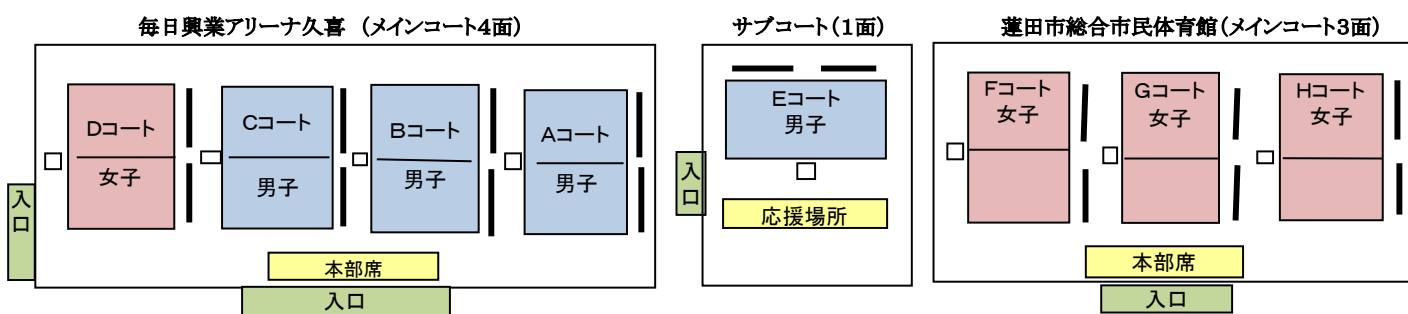 毎日興業アリーナ久喜 (メインコート4面)
Dコート
女子
Cコート
男子
Bコート
男子
Aコート
男子
入口
本部席
入口
サブコート(1面)
Eコート
男子
入口
応援場所
蓮田市総合市民体育館(メインコート3面)
Fコート
女子
Gコート
女子
Hコート
女子
本部席
入口